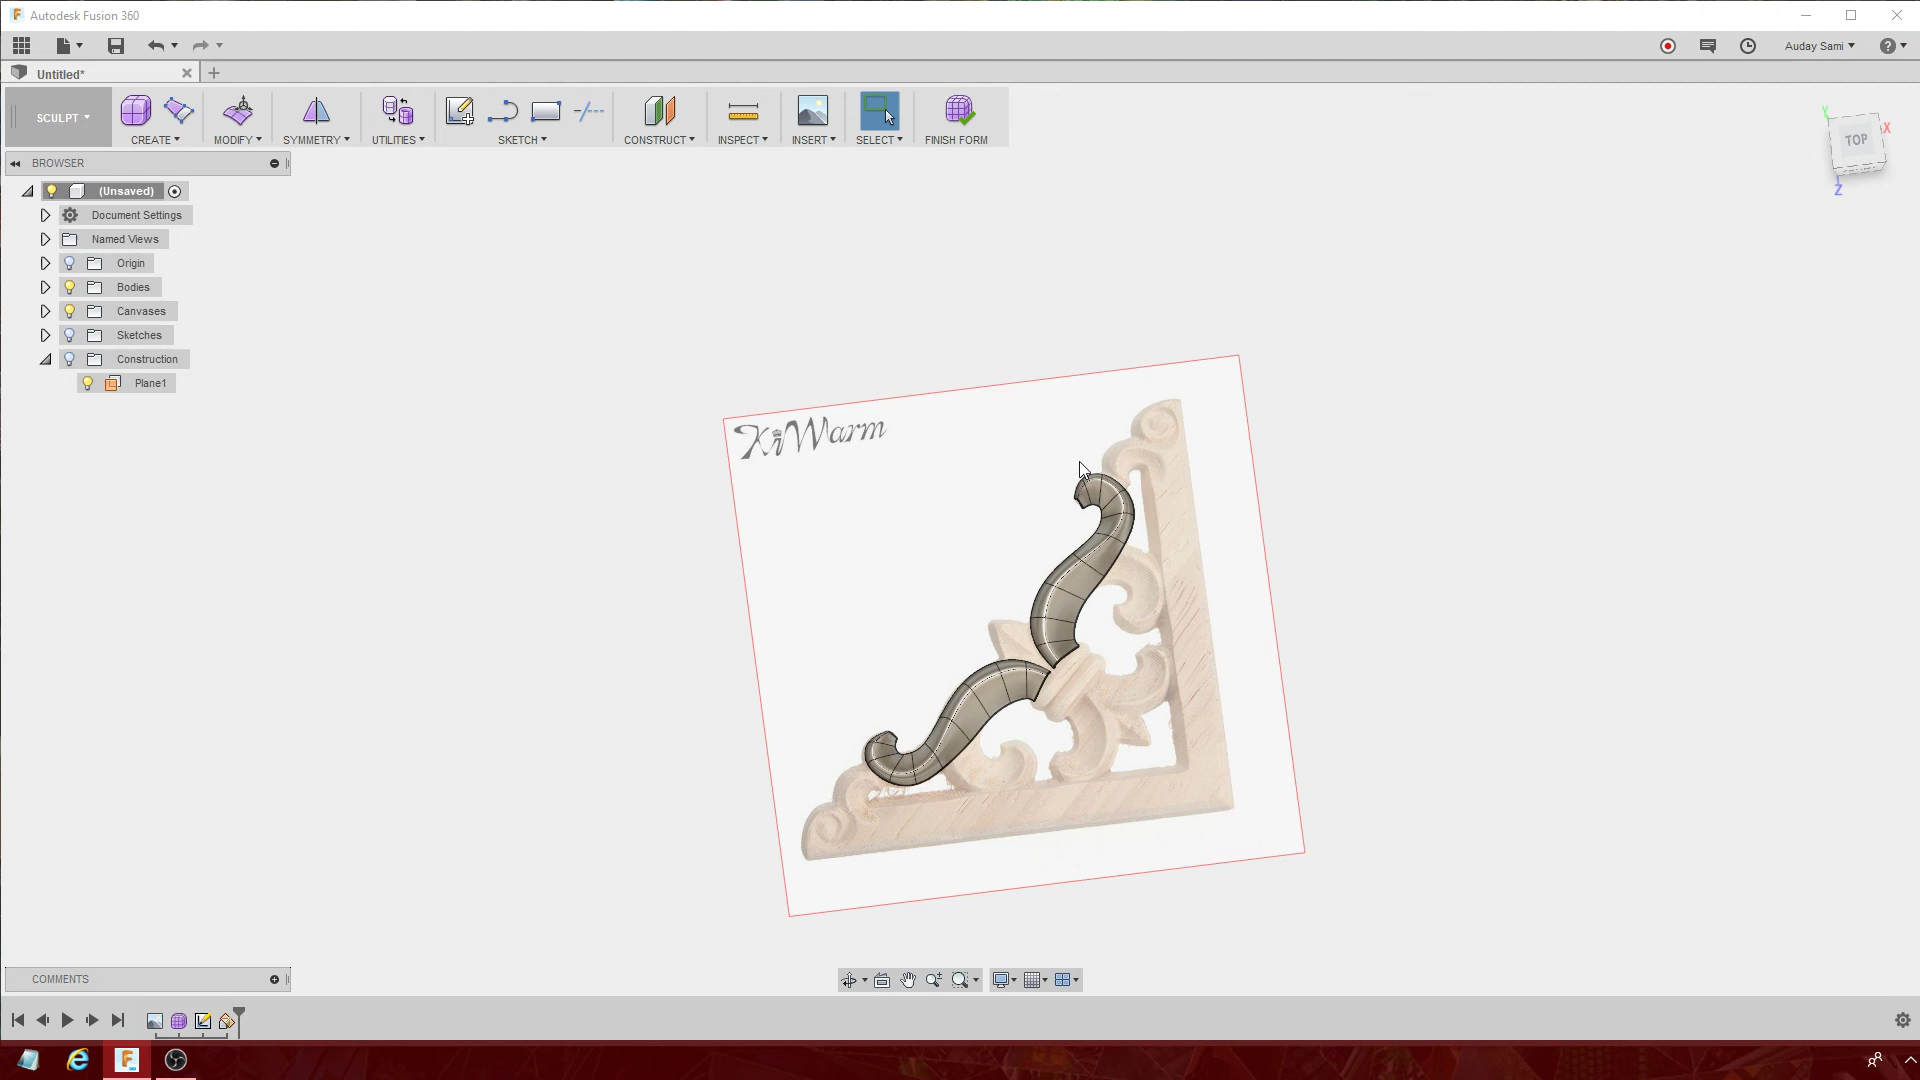 Autodesk Fusion 360
Auday Sami
Untitled*
SCULPT
CREATE
MODIFY
SYMMETRY
UTILITIES
SKETCH
CONSTRUCT
INSPECT
INSERT
SELECT
FINISH FORM
Y
X
TOP
Z
BROWSER
(Unsaved)
Document Settings
Named Views
Origin
Bodies
Canvases
Sketches
Construction
Plane1
XiWarm
COMMENTS